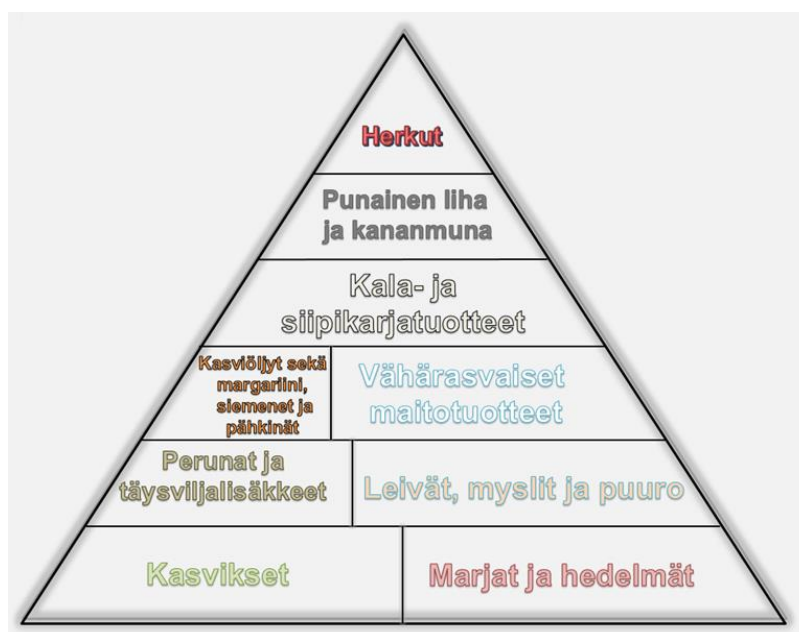 Herkut
Punainen liha
ja kananmuna
Kala- ja
siipikarjatuotteet
Kasviöljyt sekä
margariini,
siemenet ja
pähkinät
Vähärasvaiset
maitotuotteet
Perunat ja
täysviljalisäkkeet
Leivät, myslit ja puuro
Kasvikset
Marjat ja hedelmät